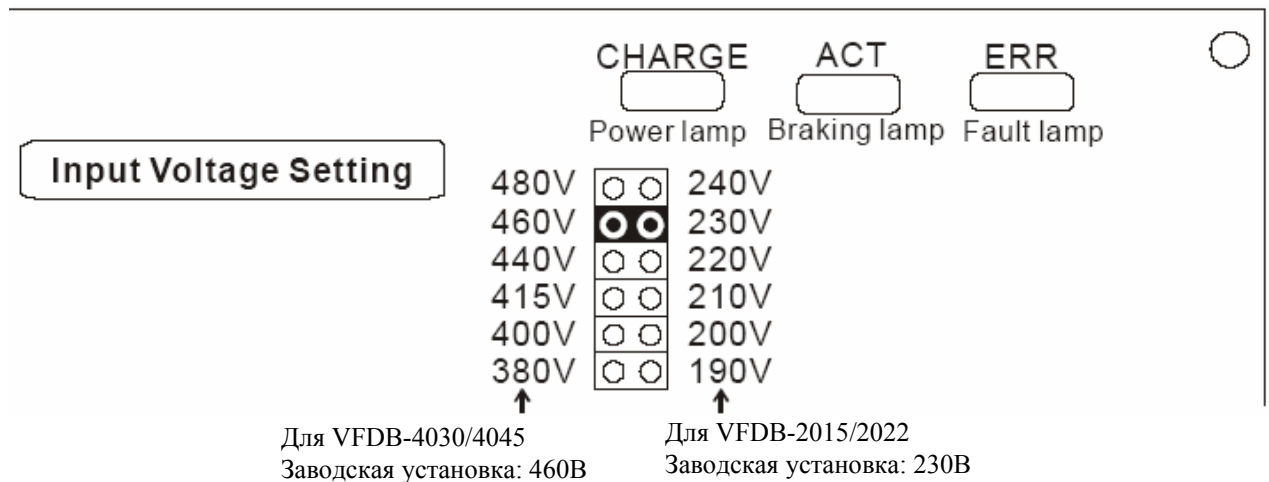 CHARGE ACT ERR
Power lamp Braking lamp Fault lamp
Input Voltage Setting
480V 240V
460V 230V
440V 220V
415V 210V
400V 200V
380V 190V
Для VFDB-4030/4045 Для VFDB-2015/2022
Заводская установка: 460В Заводская установка: 230В